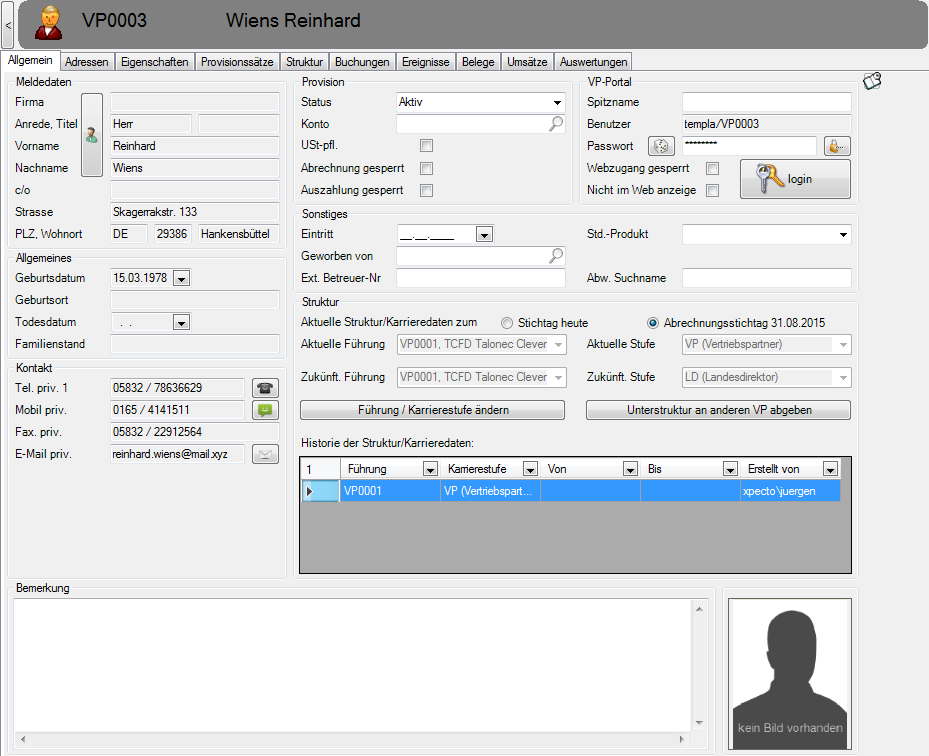 < VP0003 Wiens Reinhard
Allgemein Adressen Eigenschaften Provisionssätze Struktur Buchungen Ereignisse Belege Umsätze Auswertungen
Meldedaten
Firma
Anrede, Titel Herr
Vorname Reinhard
Nachname Wiens
c/o
Strasse Skagerrakstr. 133
PLZ, Wohnort DE 29386 Hankensbüttel
Allgemeines
Geburtsdatum 15.03.1978
Geburtsort
Todesdatum . .
Familienstand
Kontakt
Tel. priv. 1 05832 / 78636629
Mobil priv. 0165 / 4141511
Fax. priv. 05832 / 22912564
E-Mail priv. reinhard.wiens@mail.xyz
Provision
Status Aktiv
Konto
USt-pfl.
Abrechnung gesperrt
Auszahlung gesperrt
VP-Portal
Spitzname
Benutzer templa/VP0003
Passwort ********
Webzugang gesperrt
Nicht im Web anzeige
login
Sonstiges
Eintritt __.__.____ Std.-Produkt
Geworben von
Ext. Betreuer-Nr Abw. Suchname
Struktur
Aktuelle Struktur/Karrieredaten zum Stichtag heute Abrechnungsstichtag 31.08.2015
Aktuelle Führung VP0001, TCFD Talonec Clever Aktuelle Stufe VP (Vertriebspartner)
Zukünft. Führung VP0001, TCFD Talonec Clever Zukünft. Stufe LD (Landesdirektor)
Führung / Karrierestufe ändern Unterstruktur an anderen VP abgeben
Historie der Struktur/Karrieredaten:
1 Führung Karrierestufe Von Bis Erstellt von
VP0001 VP (Vertriebspart... xpecto\juergen
Bemerkung
kein Bild vorhanden